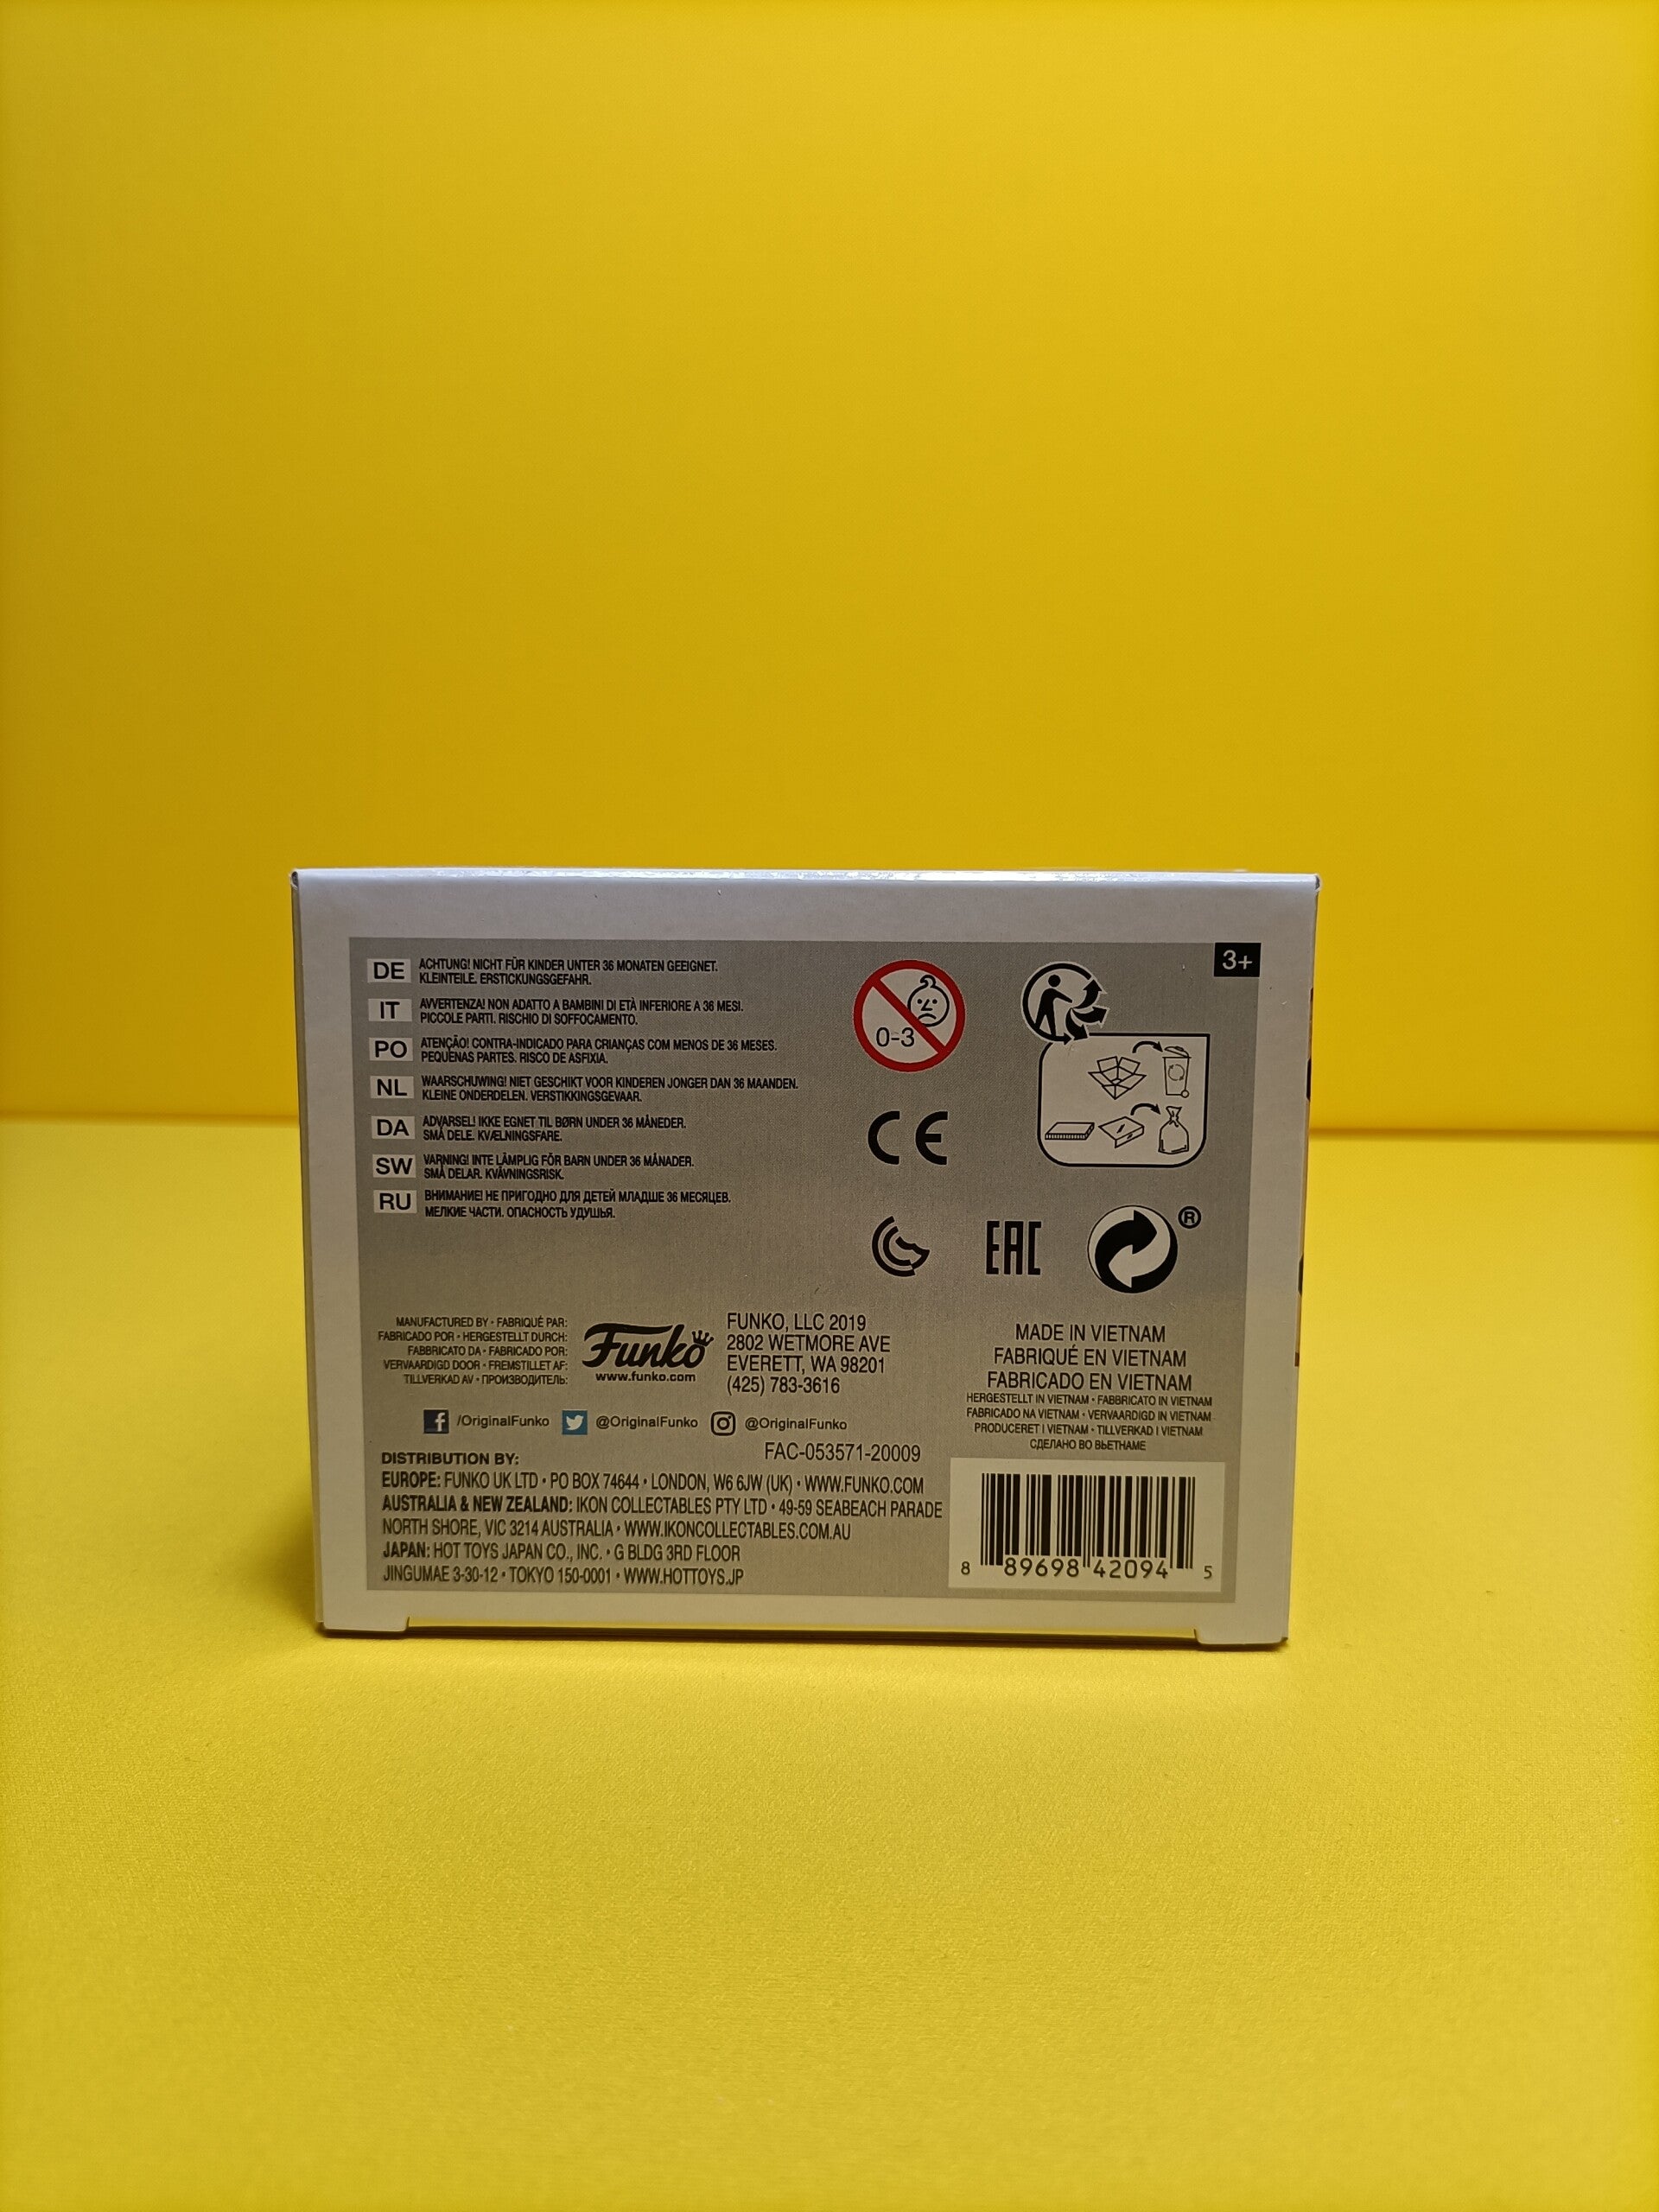 3+
DE ACHTUNG! NICHT FÜR KINDER UNTER 36 MONATEN GEEIGNET.
KLEINTEILE. ERSTICKUNGSGEFAHR.
IT AVVERTENZA! NON ADATTO A BAMBINI DI ETÀ INFERIORE A 36 MESI.
PICCOLE PARTI. RISCHIO DI SOFFOCAMENTO.
PO ATENÇÃO! CONTRA-INDICADO PARA CRIANÇAS COM MENOS DE 36 MESES.
PEQUENAS PARTES. RISCO DE ASFIXIA.
NL WAARSCHUWING! NIET GESCHIKT VOOR KINDEREN JONGER DAN 36 MAANDEN.
KLEINE ONDERDELEN. VERSTIKKINGSGEVAAR.
DA ADVARSEL! IKKE EGNET TIL BØRN UNDER 36 MÅNEDER.
SMÅ DELE. KVÆLNINGSFARE.
SW VARNING! INTE LÄMPLIG FÖR BARN UNDER 36 MÅNADER.
SMÅ DELAR. KVÄVNINGSRISK.
RU ВНИМАНИЕ! НЕ ПРИГОДНО ДЛЯ ДЕТЕЙ МЛАДШЕ 36 МЕСЯЦЕВ.
МЕЛКИЕ ЧАСТИ. ОПАСНОСТЬ УДУШЬЯ.
0-3
CE
EAC
®
MANUFACTURED BY • FABRIQUÉ PAR:
FABRICADO POR • HERGESTELLT DURCH:
FABBRICATO DA • FABRICADO POR:
VERVAARDIGD DOOR • FREMSTILLET AF:
TILLVERKAD AV • ПРОИЗВОДИТЕЛЬ:
Funko
www.funko.com
FUNKO, LLC 2019
2802 WETMORE AVE
EVERETT, WA 98201
(425) 783-3616
/OriginalFunko @OriginalFunko @OriginalFunko
FAC-053571-20009
DISTRIBUTION BY:
EUROPE: FUNKO UK LTD • PO BOX 74644 • LONDON, W6 6JW (UK) • WWW.FUNKO.COM
AUSTRALIA & NEW ZEALAND: IKON COLLECTABLES PTY LTD • 49-59 SEABEACH PARADE
NORTH SHORE, VIC 3214 AUSTRALIA • WWW.IKONCOLLECTABLES.COM.AU
JAPAN: HOT TOYS JAPAN CO., INC. • G BLDG 3RD FLOOR
JINGUMAE 3-30-12 • TOKYO 150-0001 • WWW.HOTTOYS.JP
MADE IN VIETNAM
FABRIQUÉ EN VIETNAM
FABRICADO EN VIETNAM
HERGESTELLT IN VIETNAM • FABBRICATO IN VIETNAM
FABRICADO NA VIETNAM • VERVAARDIGD IN VIETNAM
PRODUCERET I VIETNAM • TILLVERKAD I VIETNAM
СДЕЛАНО ВО ВЬЕТНАМЕ
8 89698 42094 5